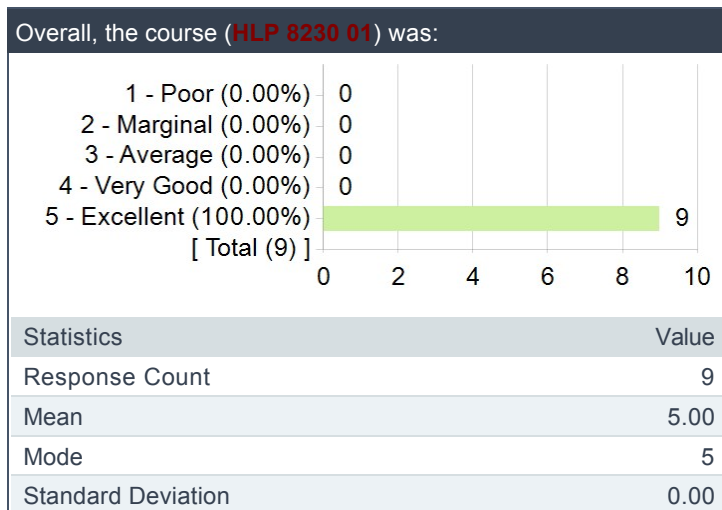 Overall, the course (HLP 8230 01) was:
1 - Poor (0.00%) 0
2 - Marginal (0.00%) 0
3 - Average (0.00%) 0
4 - Very Good (0.00%) 0
5 - Excellent (100.00%) 9
[ Total (9) ]
0 2 4 6 8 10
Statistics Value
Response Count 9
Mean 5.00
Mode 5
Standard Deviation 0.00